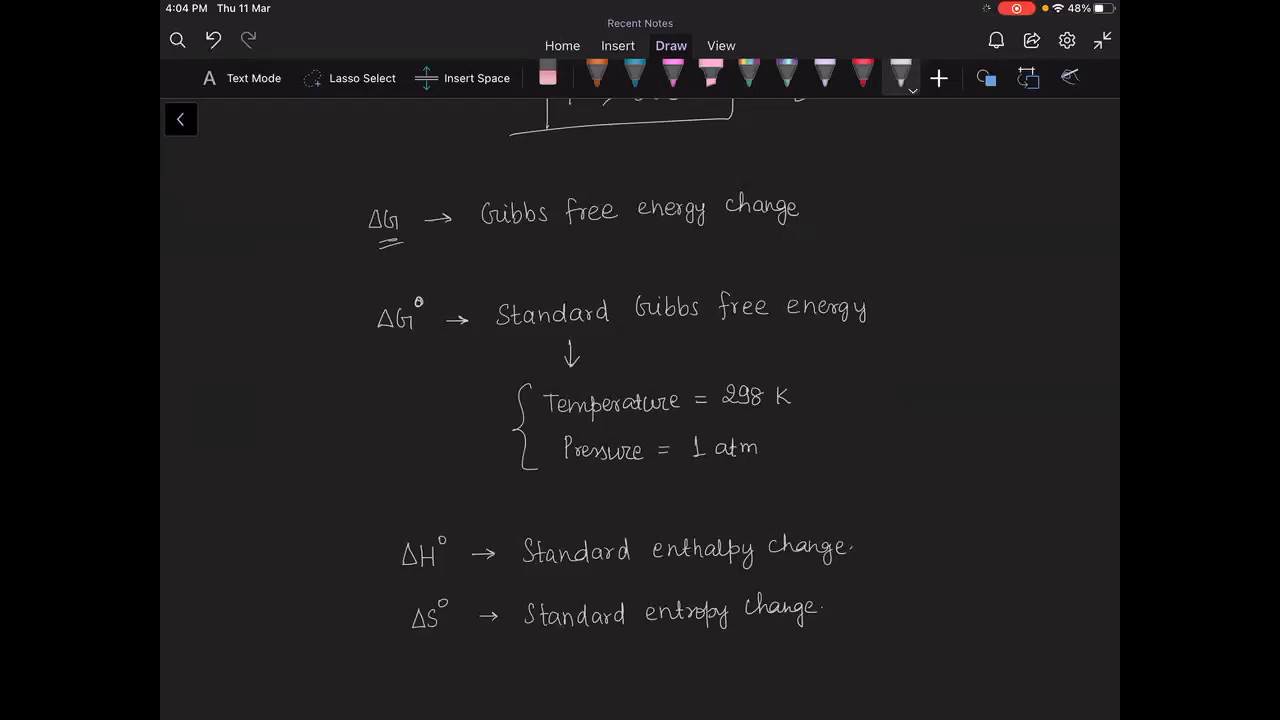 4:04 PM Thu 11 Mar
48%
Recent Notes
Home Insert Draw View
A Text Mode Lasso Select Insert Space
ΔG → Gibbs free energy change
ΔG° → Standard Gibbs free energy
↓
{ Temperature = 298 K
Pressure = 1 atm
ΔH° → Standard enthalpy change.
ΔS° → Standard entropy change.